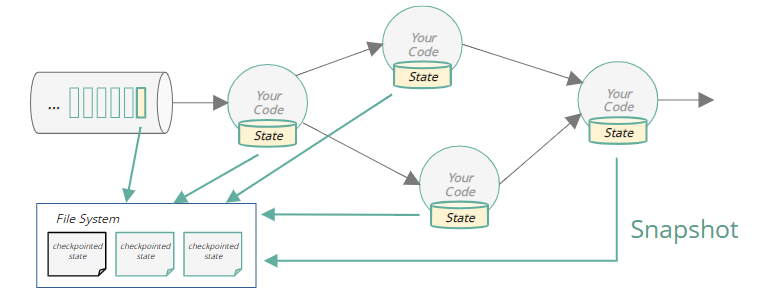 Your
Code
State
...
Your
Code
State
Your
Code
State
Your
Code
State
File System
checkpointed
state
checkpointed
state
checkpointed
state
Snapshot